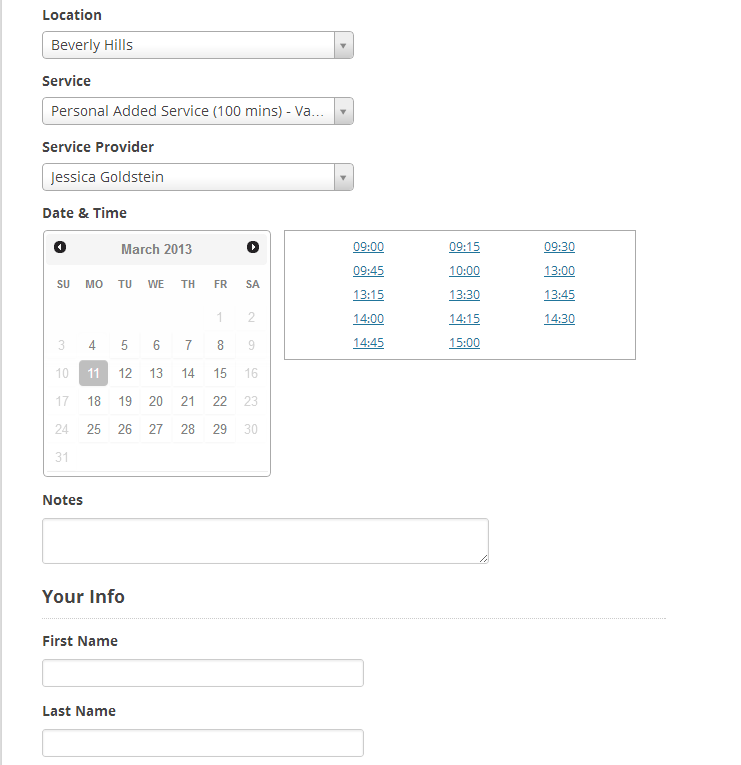 Location
Beverly Hills
Service
Personal Added Service (100 mins) - Va...
Service Provider
Jessica Goldstein
Date & Time
March 2013
SU MO TU WE TH FR SA
1 2
3 4 5 6 7 8 9
10 11 12 13 14 15 16
17 18 19 20 21 22 23
24 25 26 27 28 29 30
31
09:00 09:15 09:30
09:45 10:00 13:00
13:15 13:30 13:45
14:00 14:15 14:30
14:45 15:00
Notes
Your Info
First Name
Last Name